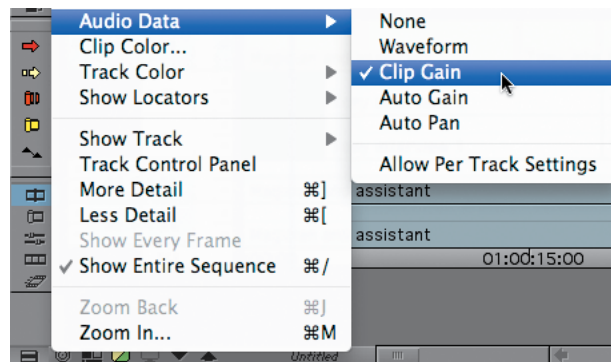 Audio Data
Clip Color...
Track Color
Show Locators
Show Track
Track Control Panel
More Detail ⌘]
Less Detail ⌘[
Show Every Frame
✓ Show Entire Sequence ⌘/
Zoom Back ⌘J
Zoom In... ⌘M
None
Waveform
✓ Clip Gain
Auto Gain
Auto Pan
Allow Per Track Settings
assistant
assistant
01:00:15:00
Untitled